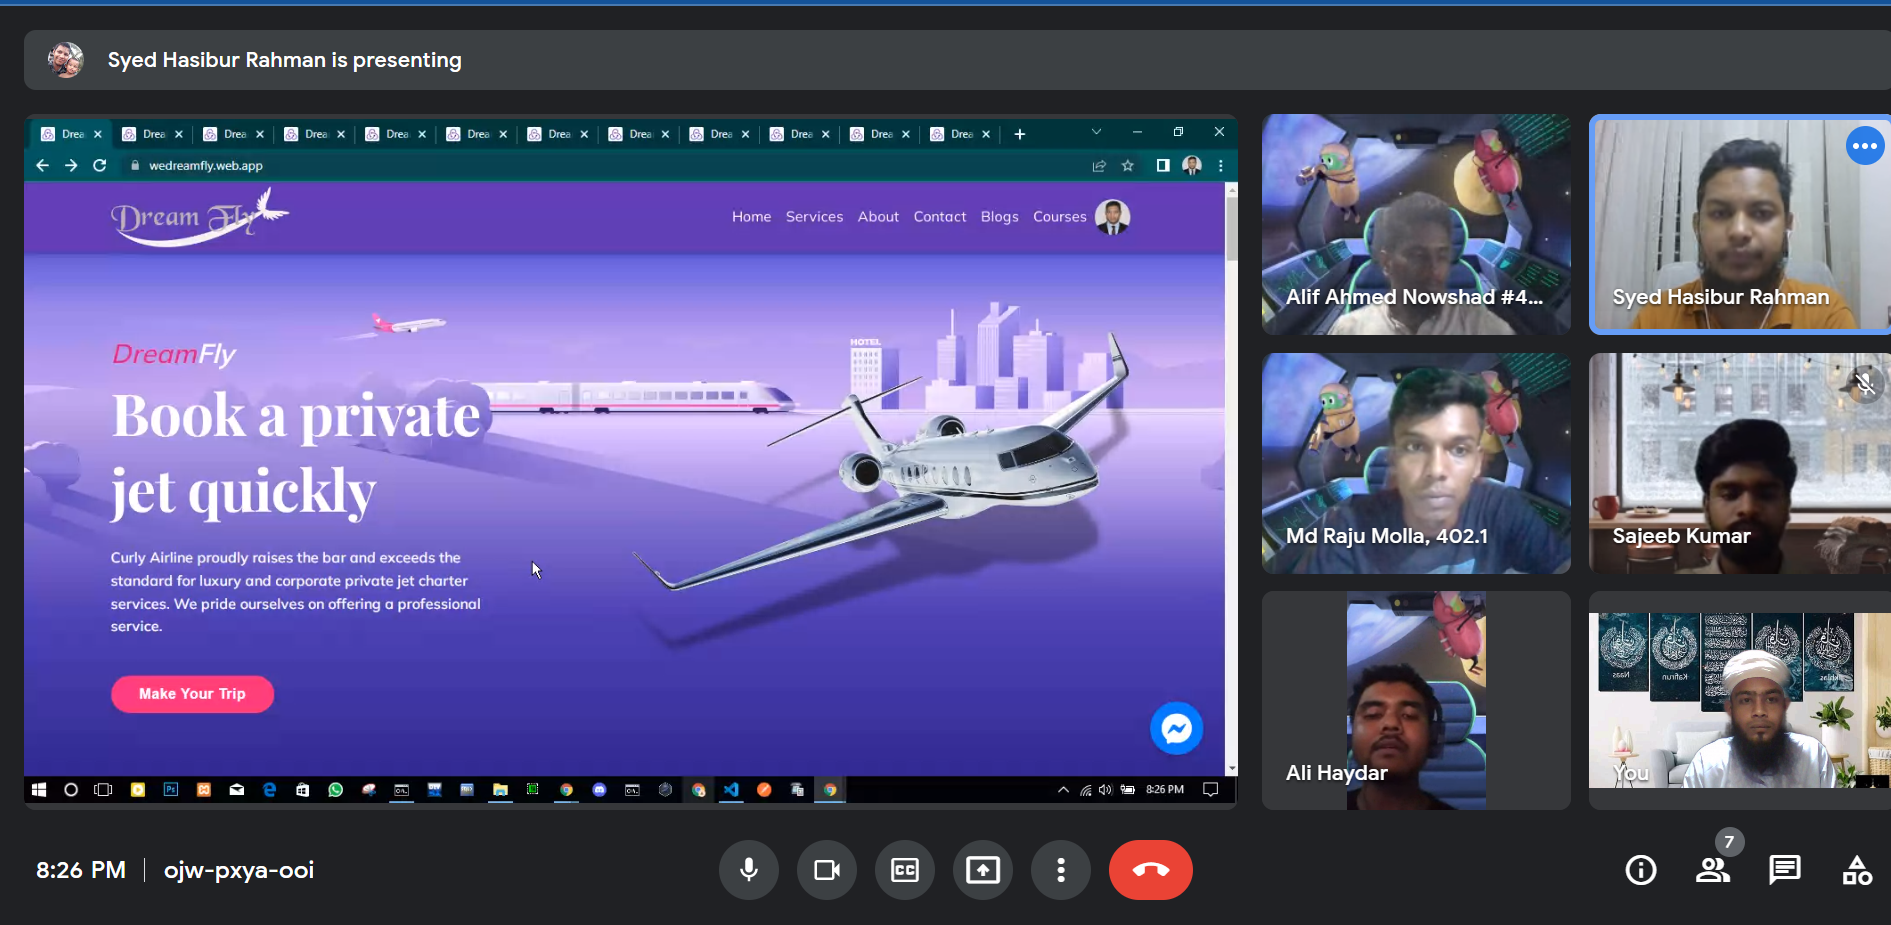 Syed Hasibur Rahman is presenting
Drea Drea Drea Drea Drea Drea Drea Drea Drea Drea Drea Drea
wedreamfly.web.app
Dream Fly
Home Services About Contact Blogs Courses
HOTEL
DreamFly
Book a private
jet quickly
Curly Airline proudly raises the bar and exceeds the
standard for luxury and corporate private jet charter
services. We pride ourselves on offering a professional
service.
Make Your Trip
8:26 PM
Alif Ahmed Nowshad #4...
Syed Hasibur Rahman
Md Raju Molla, 402.1
Sajeeb Kumar
Ali Haydar
You
8:26 PM
ojw-pxya-ooi
CC
7